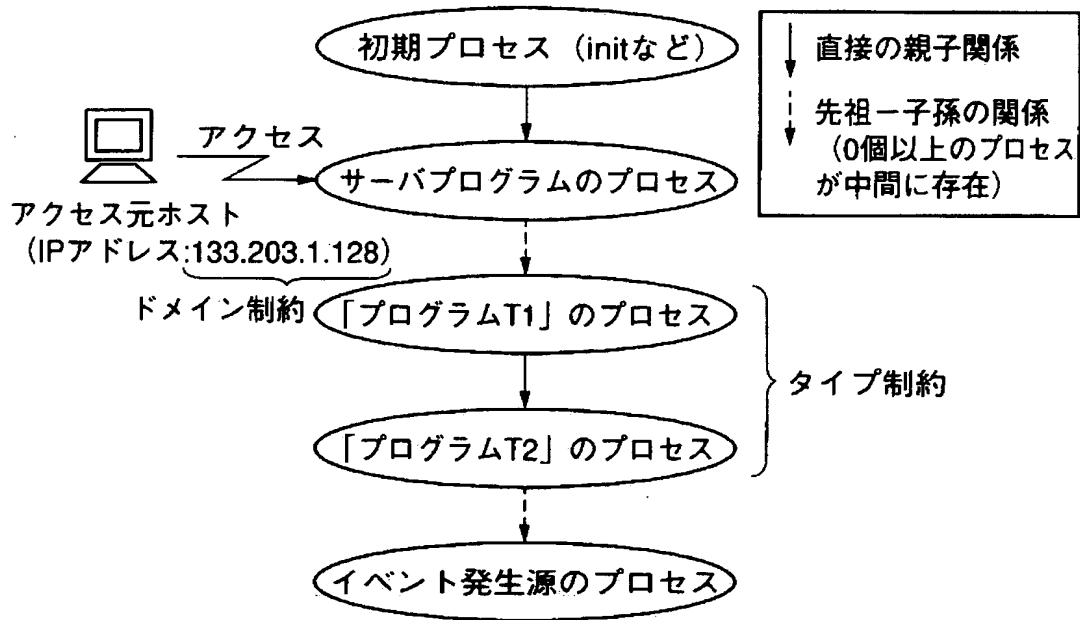 初期プロセス（initなど）
直接の親子関係
先祖－子孫の関係
（0個以上のプロセス
が中間に存在）
アクセス
サーバプログラムのプロセス
アクセス元ホスト
（IPアドレス:133.203.1.128）
ドメイン制約
「プログラムT1」のプロセス
タイプ制約
「プログラムT2」のプロセス
イベント発生源のプロセス